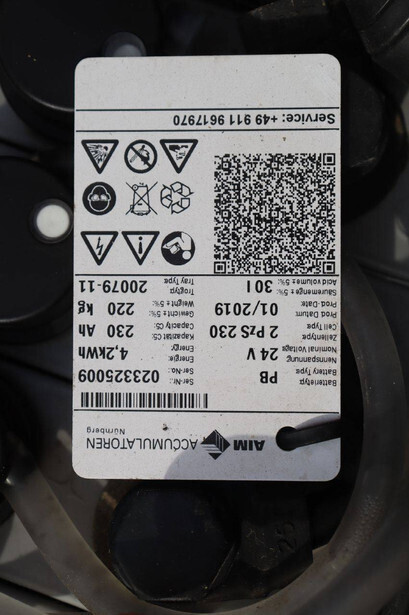 AIM ACCUMULATOREN
Nürnberg
Batterietyp: PB Ser-Nr.: 023325009
Battery Type Ser-No:
Nennspannung: 24 V Energie: 4,2kWh
Nominal Voltage Energy:
Zellentype: 2 PzS 230 Kapazität C5: 230 Ah
Cell Type Capacity C5:
Prod. Datum 01/2019 Gewicht ± 5%: 220 kg
Prod-Date: Weight ± 5%:
Säuremenge ± 5%: 30 l Trogtyp: 20079-11
Acid volume ± 5%: Tray Type
Service: +49 911 9617970